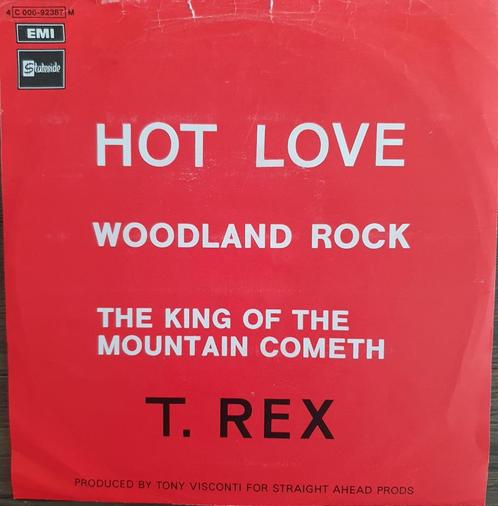 4 C 006-92387 M
EMI
Stateside
HOT LOVE
WOODLAND ROCK
THE KING OF THE
MOUNTAIN COMETH
T. REX
PRODUCED BY TONY VISCONTI FOR STRAIGHT AHEAD PRODS